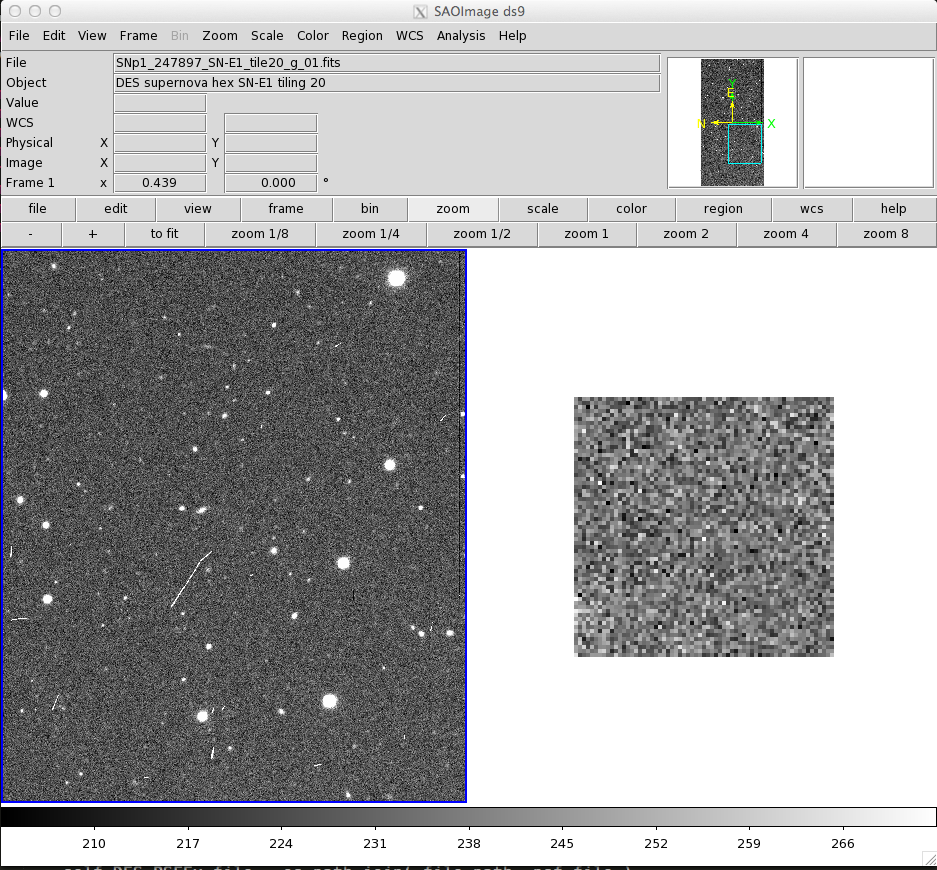 SAOImage ds9
File Edit View Frame Bin Zoom Scale Color Region WCS Analysis Help
File SNp1_247897_SN-E1_tile20_g_01.fits
Object DES supernova hex SN-E1 tiling 20
Value
WCS
Physical X Y
Image X Y
Frame 1 x 0.439 0.000 °
Y
E
N X
file edit view frame bin zoom scale color region wcs help
- + to fit zoom 1/8 zoom 1/4 zoom 1/2 zoom 1 zoom 2 zoom 4 zoom 8
210 217 224 231 238 245 252 259 266